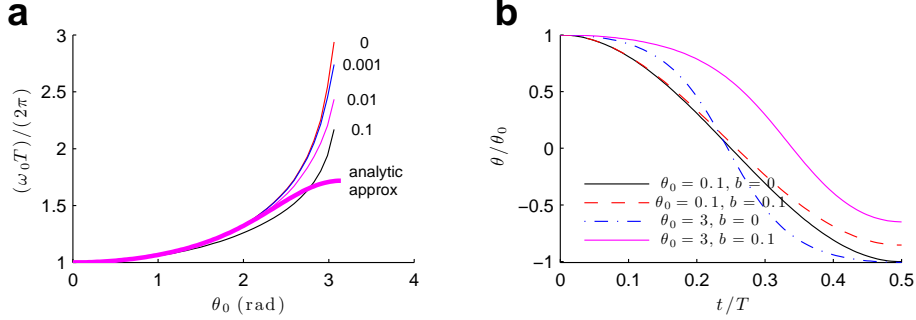 a
3
2.5
2
1.5
1
0
1
2
3
4
(ω₀T)/(2π)
θ₀ (rad)
0
0.001
0.01
0.1
analytic
approx
b
1
0.5
0
−0.5
−1
0
0.1
0.2
0.3
0.4
0.5
θ/θ₀
t/T
θ₀ = 0.1, b = 0
θ₀ = 0.1, b = 0.1
θ₀ = 3, b = 0
θ₀ = 3, b = 0.1